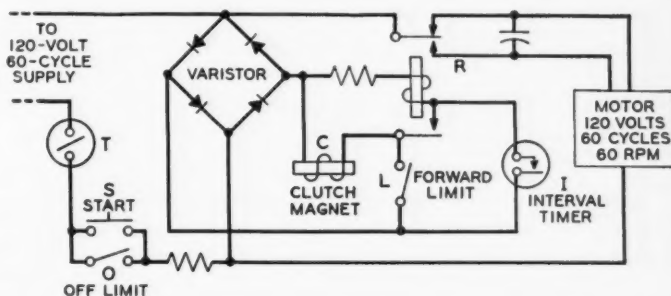 TO
120-VOLT
60-CYCLE
SUPPLY
VARISTOR
R
MOTOR
120 VOLTS
60 CYCLES
60 RPM
T
C
CLUTCH
MAGNET
L
FORWARD
LIMIT
I
INTERVAL
TIMER
S
START
O
OFF LIMIT